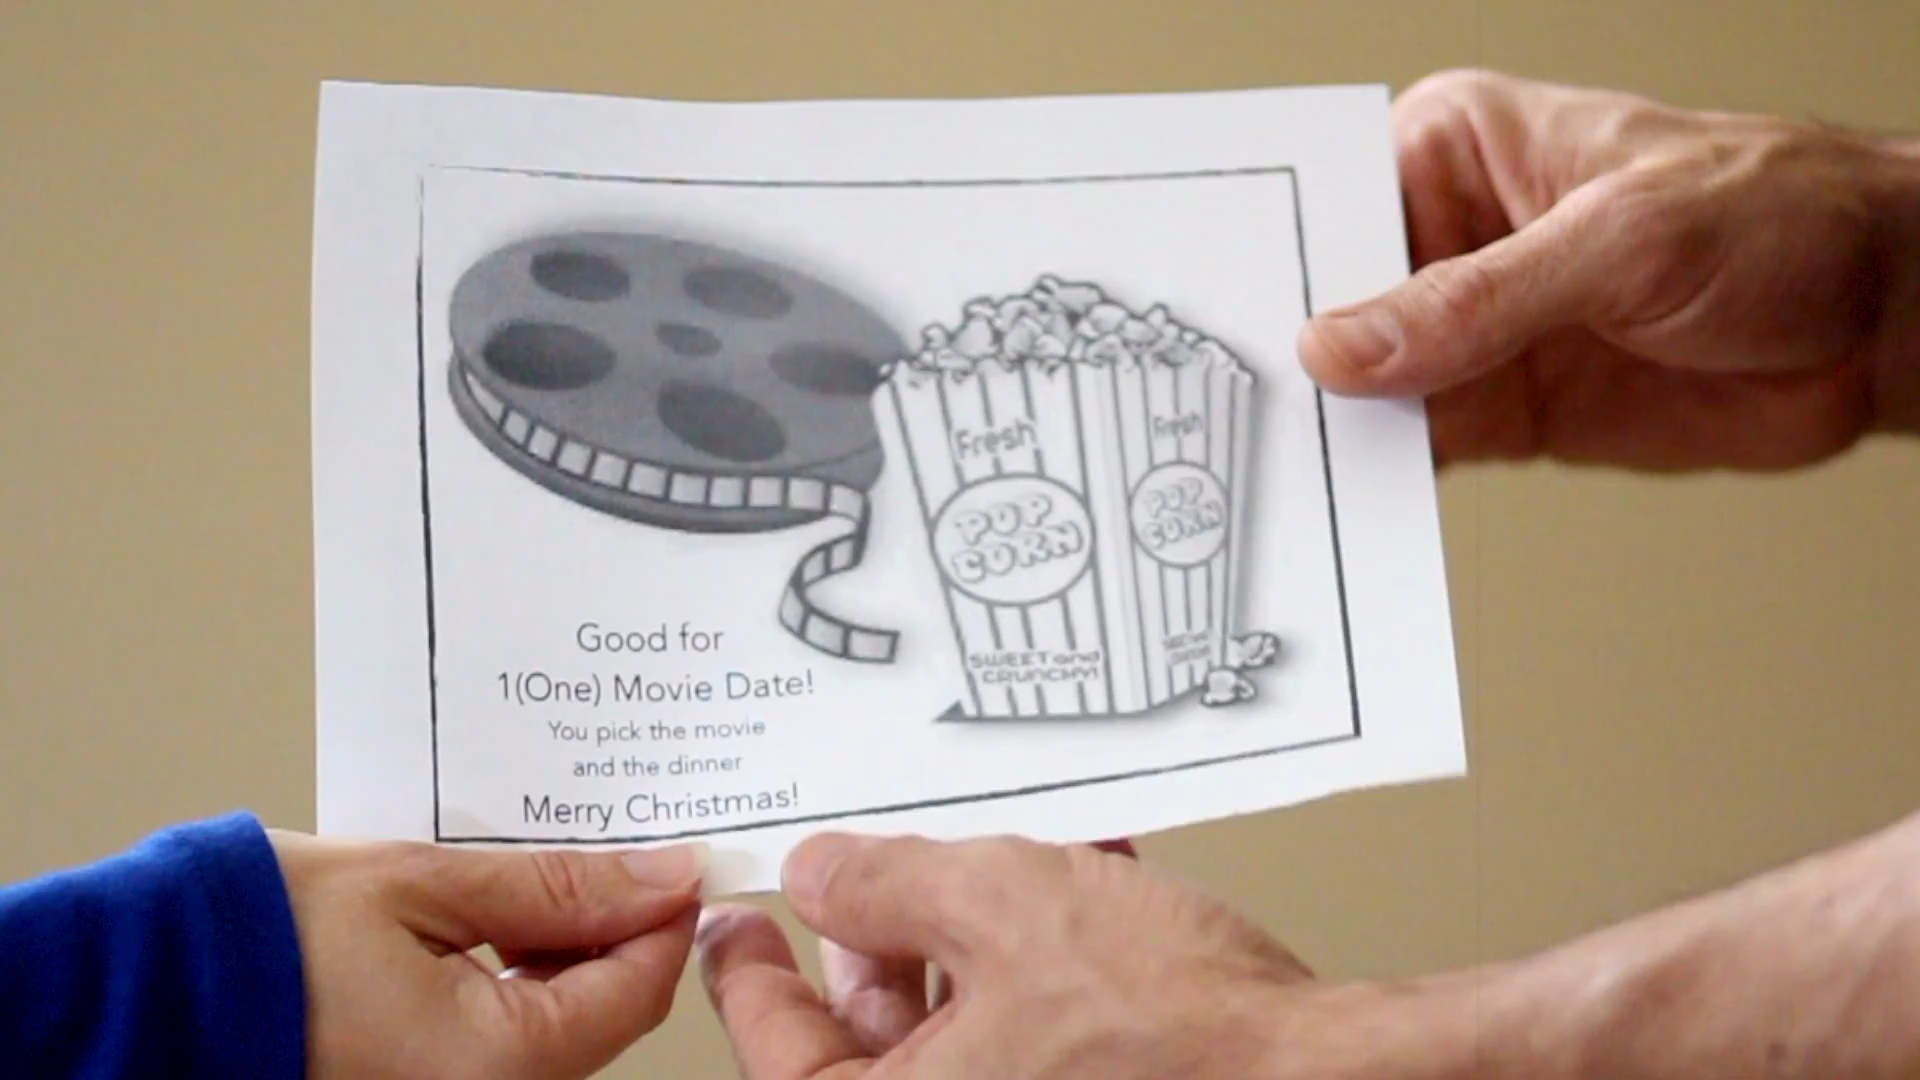 Good for
1(One) Movie Date!
You pick the movie
and the dinner
Merry Christmas!
Fresh
POP
CORN
SWEET and
CRUNCHY!
Fresh
POP
CORN